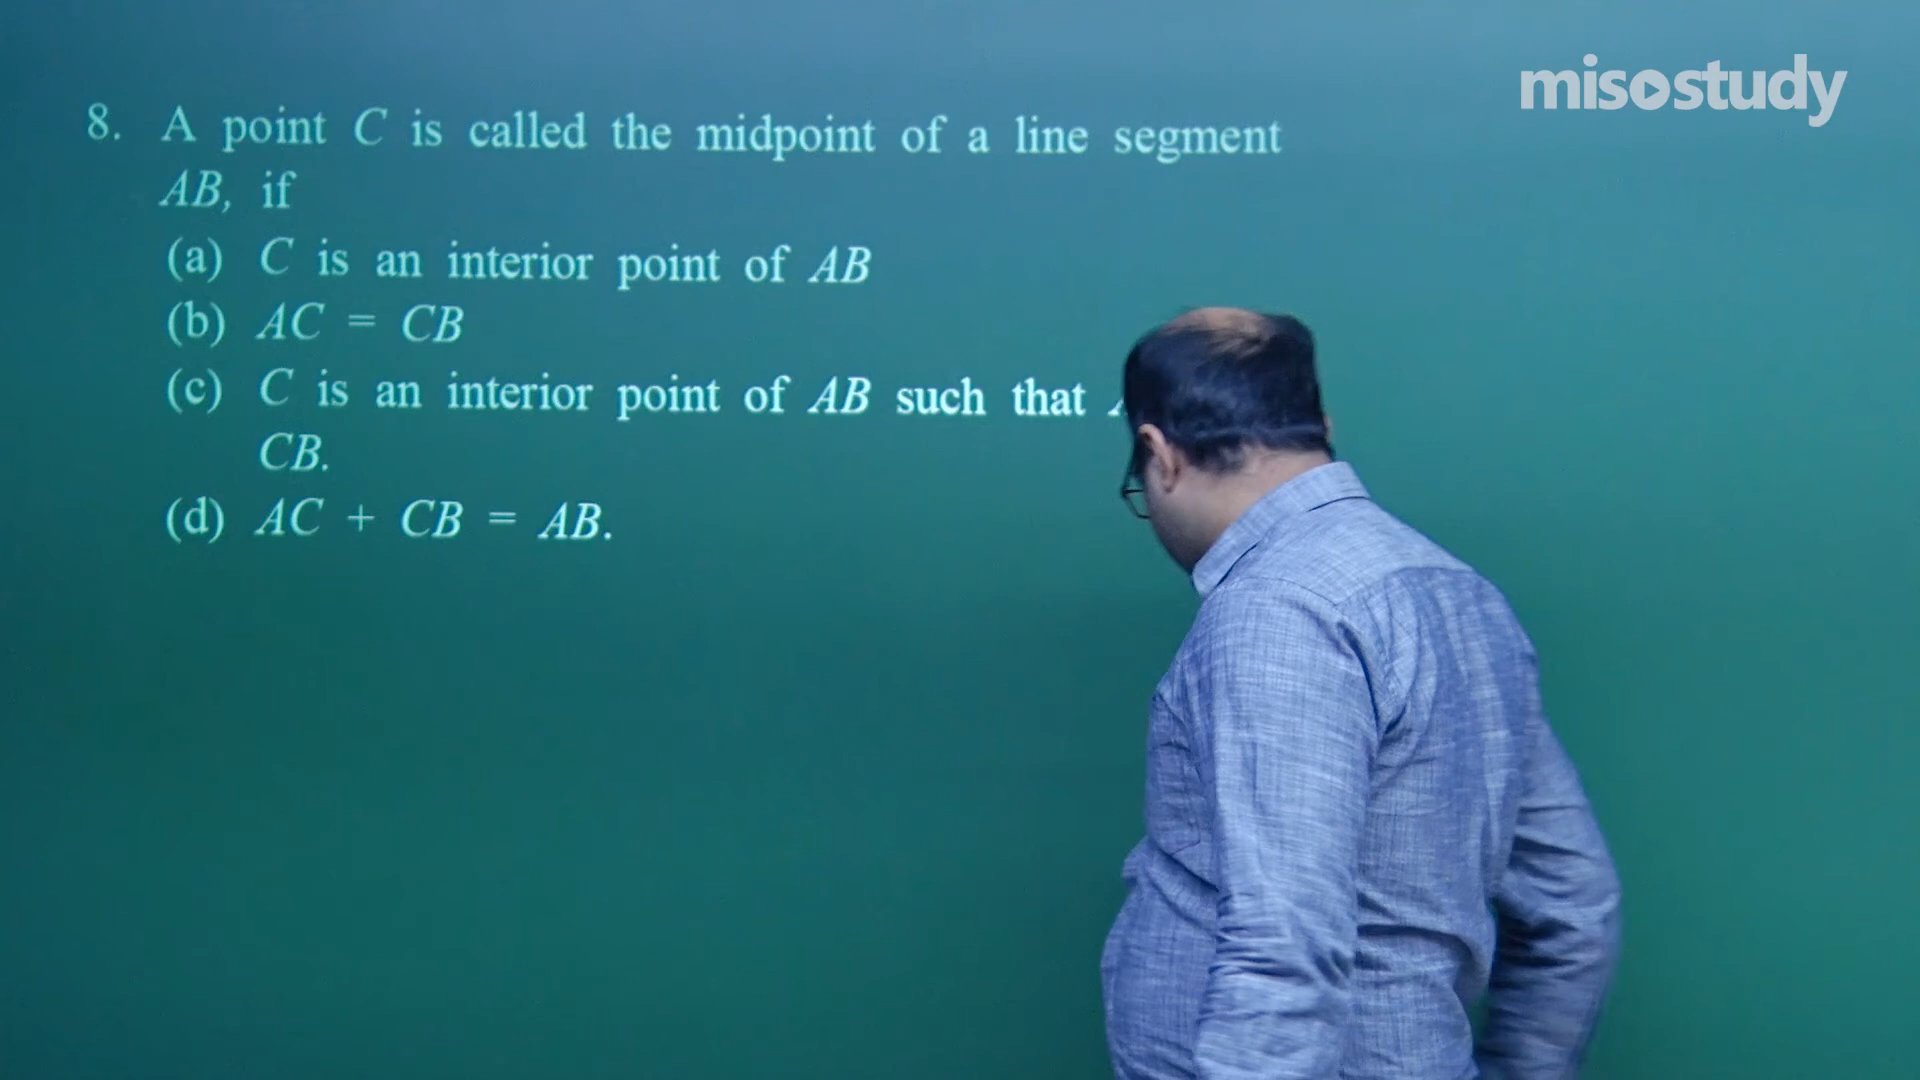 misostudy
8. A point C is called the midpoint of a line segment
AB, if
(a) C is an interior point of AB
(b) AC = CB
(c) C is an interior point of AB such that
CB.
(d) AC + CB = AB.